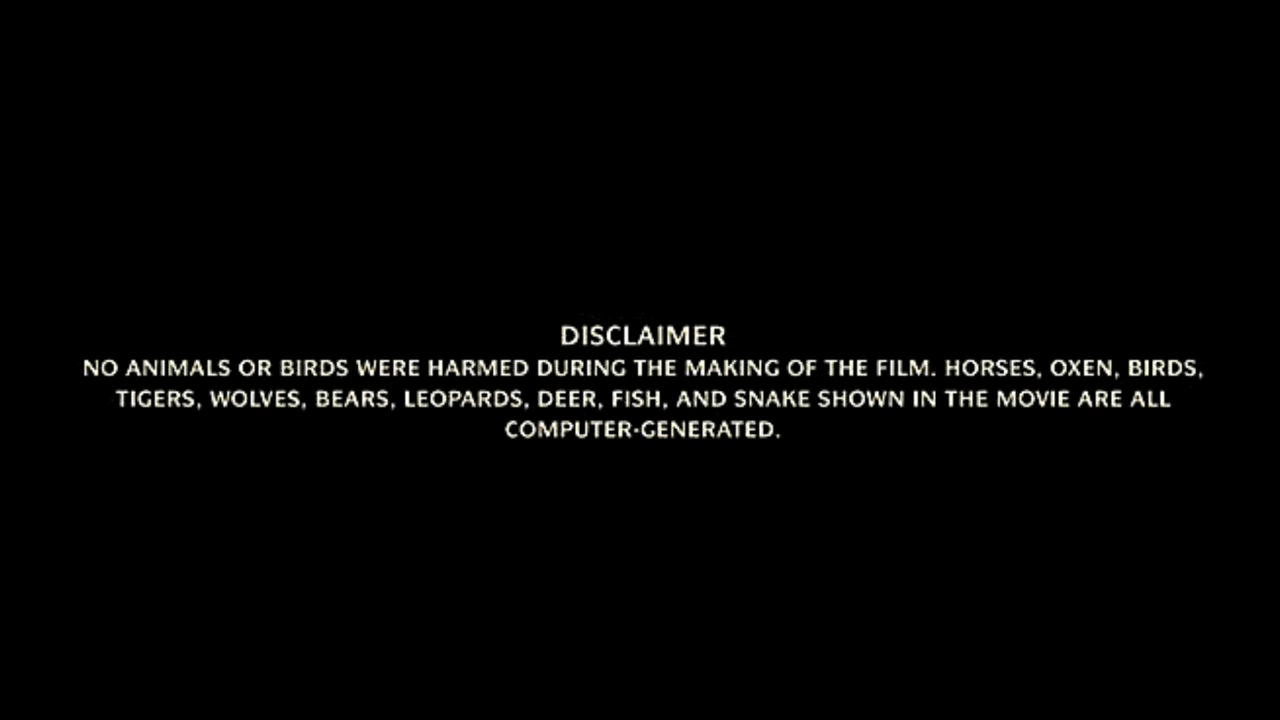 DISCLAIMER
NO ANIMALS OR BIRDS WERE HARMED DURING THE MAKING OF THE FILM. HORSES, OXEN, BIRDS,
TIGERS, WOLVES, BEARS, LEOPARDS, DEER, FISH, AND SNAKE SHOWN IN THE MOVIE ARE ALL
COMPUTER-GENERATED.